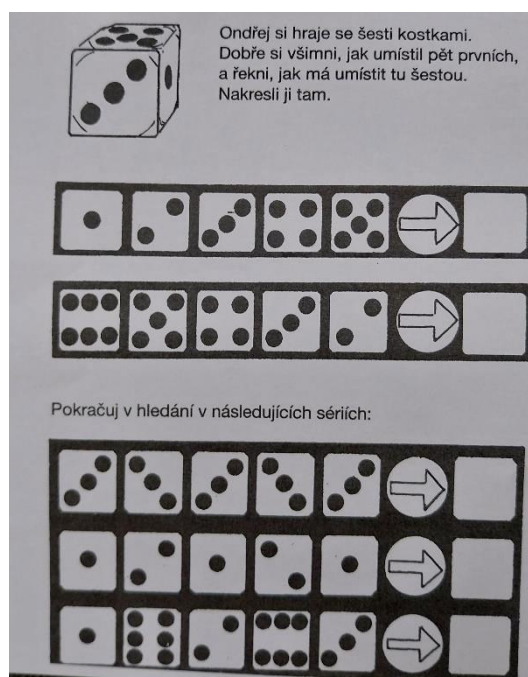 Ondřej si hraje se šesti kostkami.
Dobře si všimni, jak umístil pět prvních,
a řekni, jak má umístit tu šestou.
Nakresli ji tam.
Pokračuj v hledání v následujících sériích: